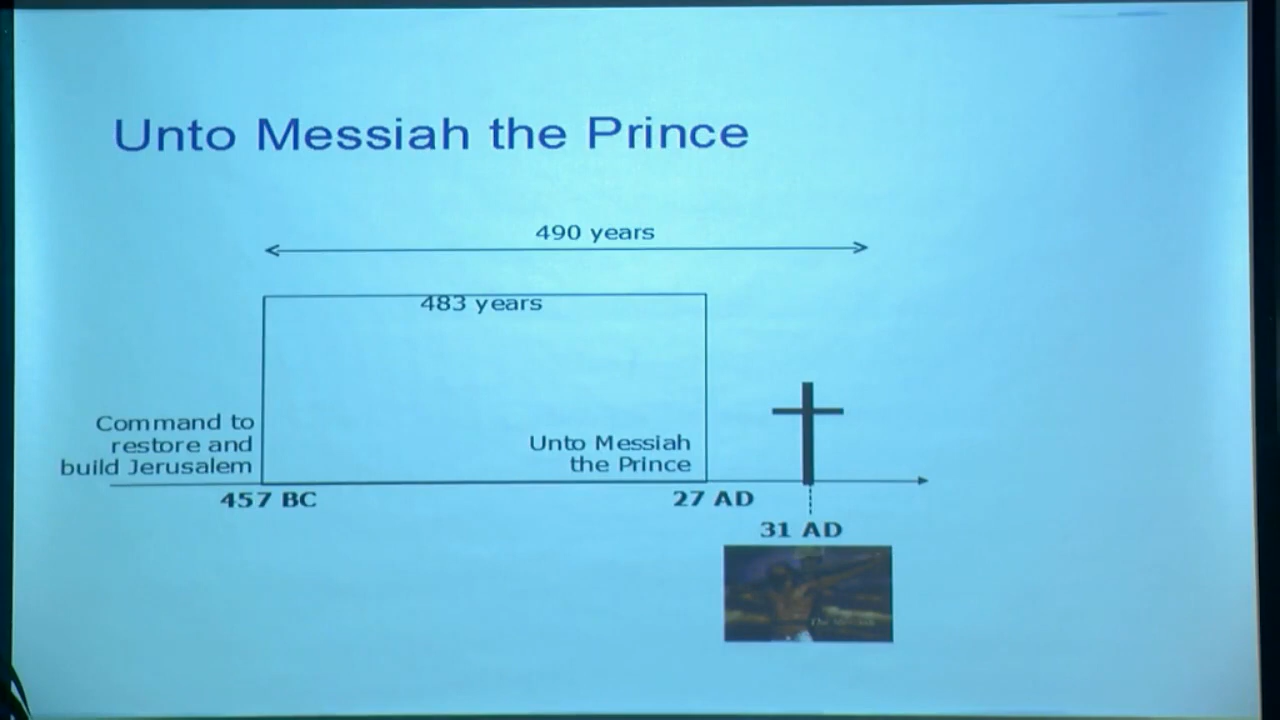 Unto Messiah the Prince
490 years
483 years
Command to
restore and
build Jerusalem
Unto Messiah
the Prince
457 BC
27 AD
31 AD